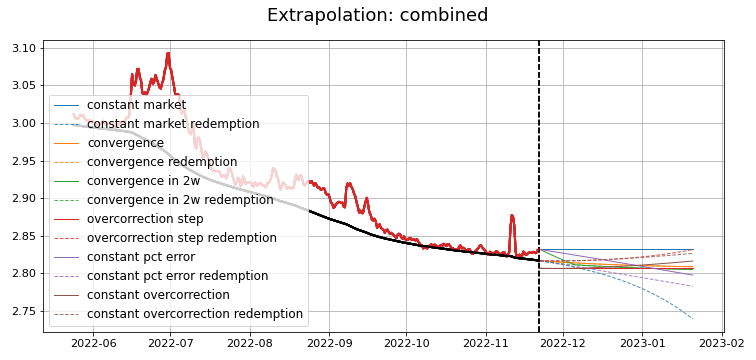 Extrapolation: combined
3.10
3.05
3.00
2.95
2.90
2.85
2.80
2.75
constant market
constant market redemption
convergence
convergence redemption
convergence in 2w
convergence in 2w redemption
overcorrection step
overcorrection step redemption
constant pct error
constant pct error redemption
constant overcorrection
constant overcorrection redemption
2022-06 2022-07 2022-08 2022-09 2022-10 2022-11 2022-12 2023-01 2023-02